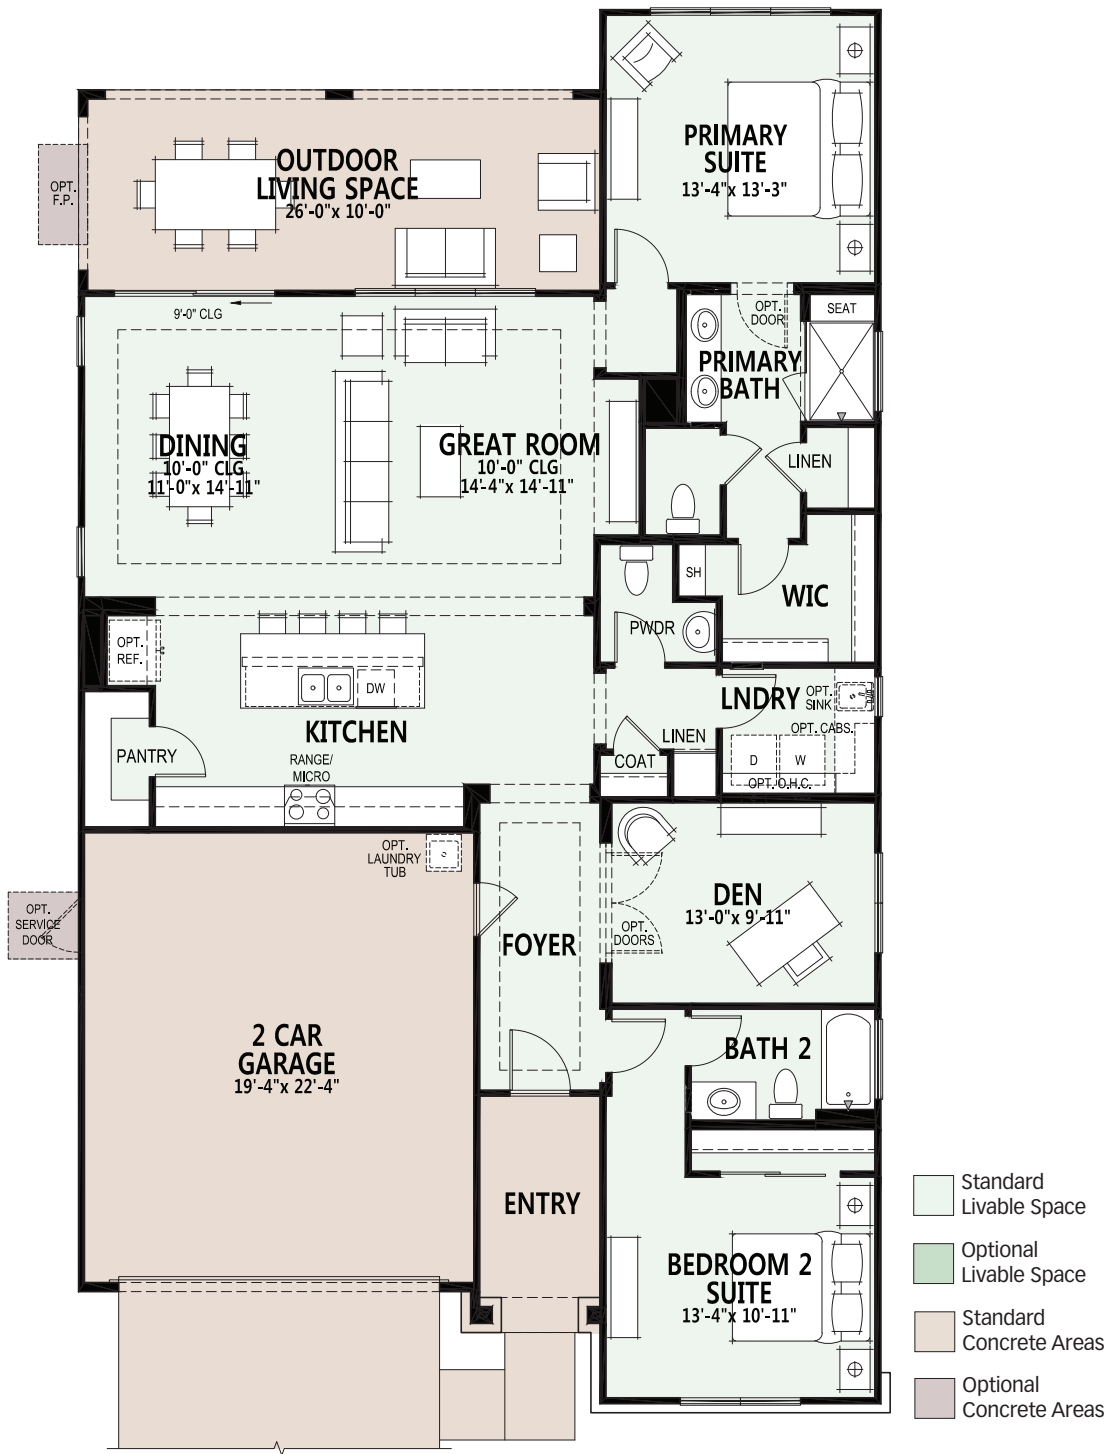 PRIMARY
SUITE
13'-4"x 13'-3"
OUTDOOR
LIVING SPACE
26'-0"x 10'-0"
OPT.
F.P.
9'-0" CLG
OPT.
DOOR
SEAT
PRIMARY
BATH
DINING
10'-0" CLG
11'-0"x 14'-11"
GREAT ROOM
10'-0" CLG
14'-4"x 14'-11"
LINEN
SH
WIC
PWDR
OPT.
REF.
DW
KITCHEN
PANTRY
RANGE/
MICRO
LNDRY
OPT.
SINK
OPT. CABS.
LINEN
COAT
D
W
OPT. O.H.C.
OPT.
LAUNDRY
TUB
OPT.
SERVICE
DOOR
DEN
13'-0"x 9'-11"
OPT.
DOORS
FOYER
2 CAR
GARAGE
19'-4"x 22'-4"
BATH 2
ENTRY
BEDROOM 2
SUITE
13'-4"x 10'-11"
Standard
Livable Space
Optional
Livable Space
Standard
Concrete Areas
Optional
Concrete Areas